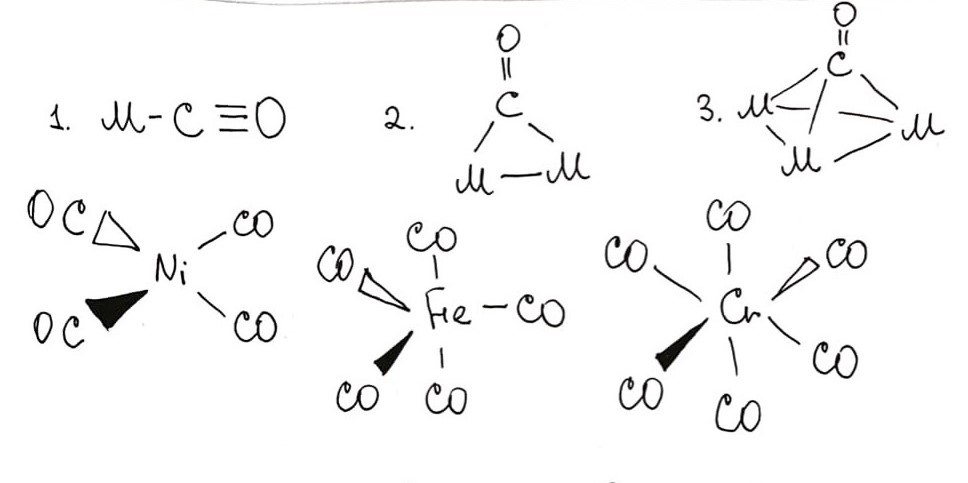 O O
1. M-C≡O 2. C 3. M C M
M—M M
OC CO CO CO CO CO
Ni CO Fe-CO Cr
OC CO CO CO CO CO CO